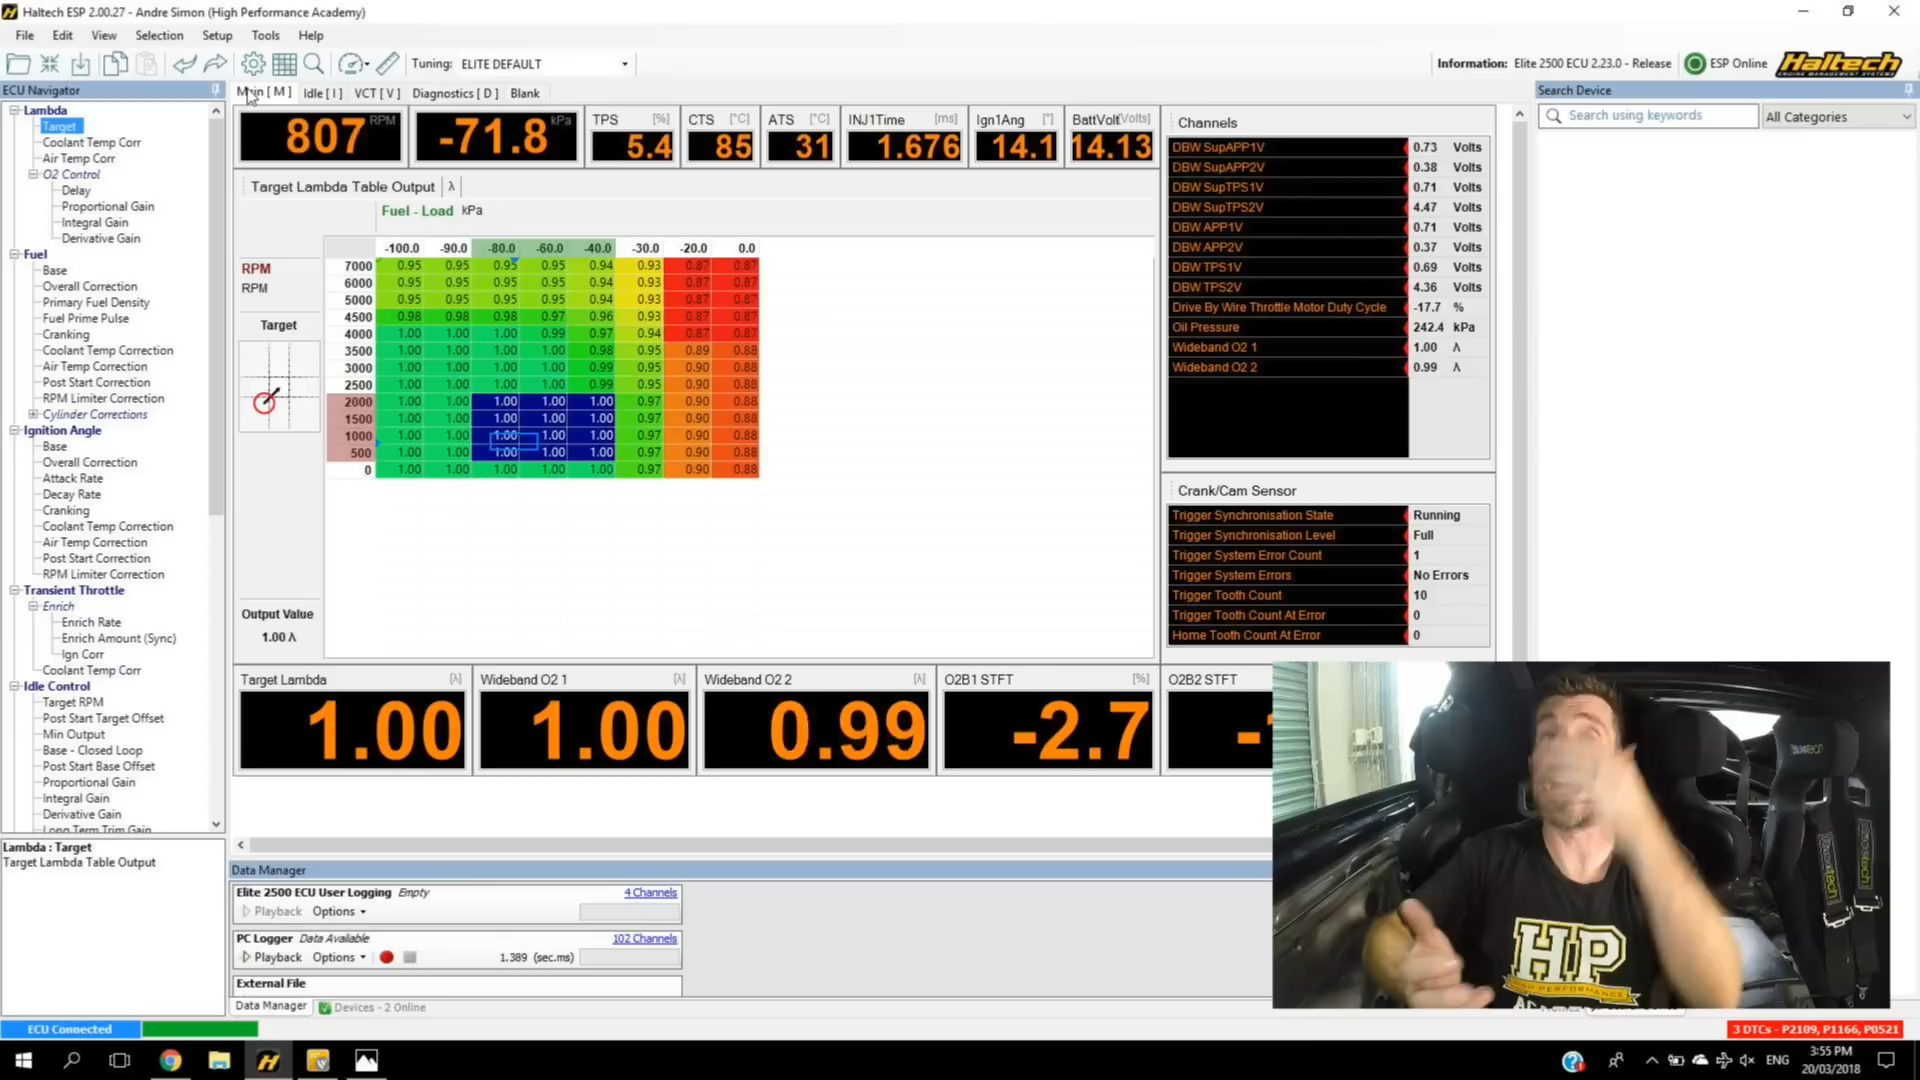 Haltech ESP 2.00.27 - Andre Simon (High Performance Academy)
File Edit View Selection Setup Tools Help
Tuning: ELITE DEFAULT
Information: Elite 2500 ECU 2.23.0 - Release ESP Online Haltech
ENGINE MANAGEMENT SYSTEMS
ECU Navigator
Lambda
Target
Coolant Temp Corr
Air Temp Corr
O2 Control
Delay
Proportional Gain
Integral Gain
Derivative Gain
Fuel
Base
Overall Correction
Primary Fuel Density
Fuel Prime Pulse
Cranking
Coolant Temp Correction
Air Temp Correction
Post Start Correction
RPM Limiter Correction
Cylinder Corrections
Ignition Angle
Base
Overall Correction
Attack Rate
Decay Rate
Cranking
Coolant Temp Correction
Air Temp Correction
Post Start Correction
RPM Limiter Correction
Transient Throttle
Enrich
Enrich Rate
Enrich Amount (Sync)
Ign Corr
Coolant Temp Corr
Idle Control
Target RPM
Post Start Target Offset
Min Output
Base - Closed Loop
Post Start Base Offset
Proportional Gain
Integral Gain
Derivative Gain
Long Term Trim Gain
Lambda : Target
Target Lambda Table Output
Main [ M ] Idle [ I ] VCT [ V ] Diagnostics [ D ] Blank
807 RPM
-71.8 kPa
TPS [%] 5.4
CTS [°C] 85
ATS [°C] 31
INJ1Time [ms] 1.676
Ign1Ang [°] 14.1
BattVolt [Volts] 14.13
Target Lambda Table Output λ
Fuel - Load kPa
RPM
RPM
Target
Output Value
1.00 λ
-100.0 -90.0 -80.0 -60.0 -40.0 -30.0 -20.0 0.0
7000 0.95 0.95 0.95 0.95 0.94 0.93 0.87 0.87
6000 0.95 0.95 0.95 0.95 0.94 0.93 0.87 0.87
5000 0.95 0.95 0.95 0.95 0.94 0.93 0.87 0.87
4500 0.98 0.98 0.98 0.97 0.96 0.93 0.87 0.87
4000 1.00 1.00 1.00 0.99 0.97 0.94 0.87 0.87
3500 1.00 1.00 1.00 1.00 0.98 0.95 0.89 0.88
3000 1.00 1.00 1.00 1.00 0.99 0.95 0.90 0.88
2500 1.00 1.00 1.00 1.00 0.99 0.95 0.90 0.88
2000 1.00 1.00 1.00 1.00 1.00 0.97 0.90 0.88
1500 1.00 1.00 1.00 1.00 1.00 0.97 0.90 0.88
1000 1.00 1.00 1.00 1.00 1.00 0.97 0.90 0.88
500 1.00 1.00 1.00 1.00 1.00 0.97 0.90 0.88
0 1.00 1.00 1.00 1.00 1.00 0.97 0.90 0.88
Target Lambda [λ] 1.00
Wideband O2 1 [λ] 1.00
Wideband O2 2 [λ] 0.99
O2B1 STFT [%] -2.7
O2B2 STFT
Channels
DBW SupAPP1V 0.73 Volts
DBW SupAPP2V 0.38 Volts
DBW SupTPS1V 0.71 Volts
DBW SupTPS2V 4.47 Volts
DBW APP1V 0.71 Volts
DBW APP2V 0.37 Volts
DBW TPS1V 0.69 Volts
DBW TPS2V 4.36 Volts
Drive By Wire Throttle Motor Duty Cycle -17.7 %
Oil Pressure 242.4 kPa
Wideband O2 1 1.00 λ
Wideband O2 2 0.99 λ
Crank/Cam Sensor
Trigger Synchronisation State Running
Trigger Synchronisation Level Full
Trigger System Error Count 1
Trigger System Errors No Errors
Trigger Tooth Count 10
Trigger Tooth Count At Error 0
Home Tooth Count At Error 0
Search Device
Search using keywords All Categories
Data Manager
Elite 2500 ECU User Logging Empty 4 Channels
Playback Options
PC Logger Data Available 102 Channels
Playback Options 1.389 (sec.ms)
External File
Data Manager Devices - 2 Online
HP
HIGH PERFORMANCE
ECU Connected
3 DTCs - P2109, P1166, P0521
ENG
3:55 PM
20/03/2018